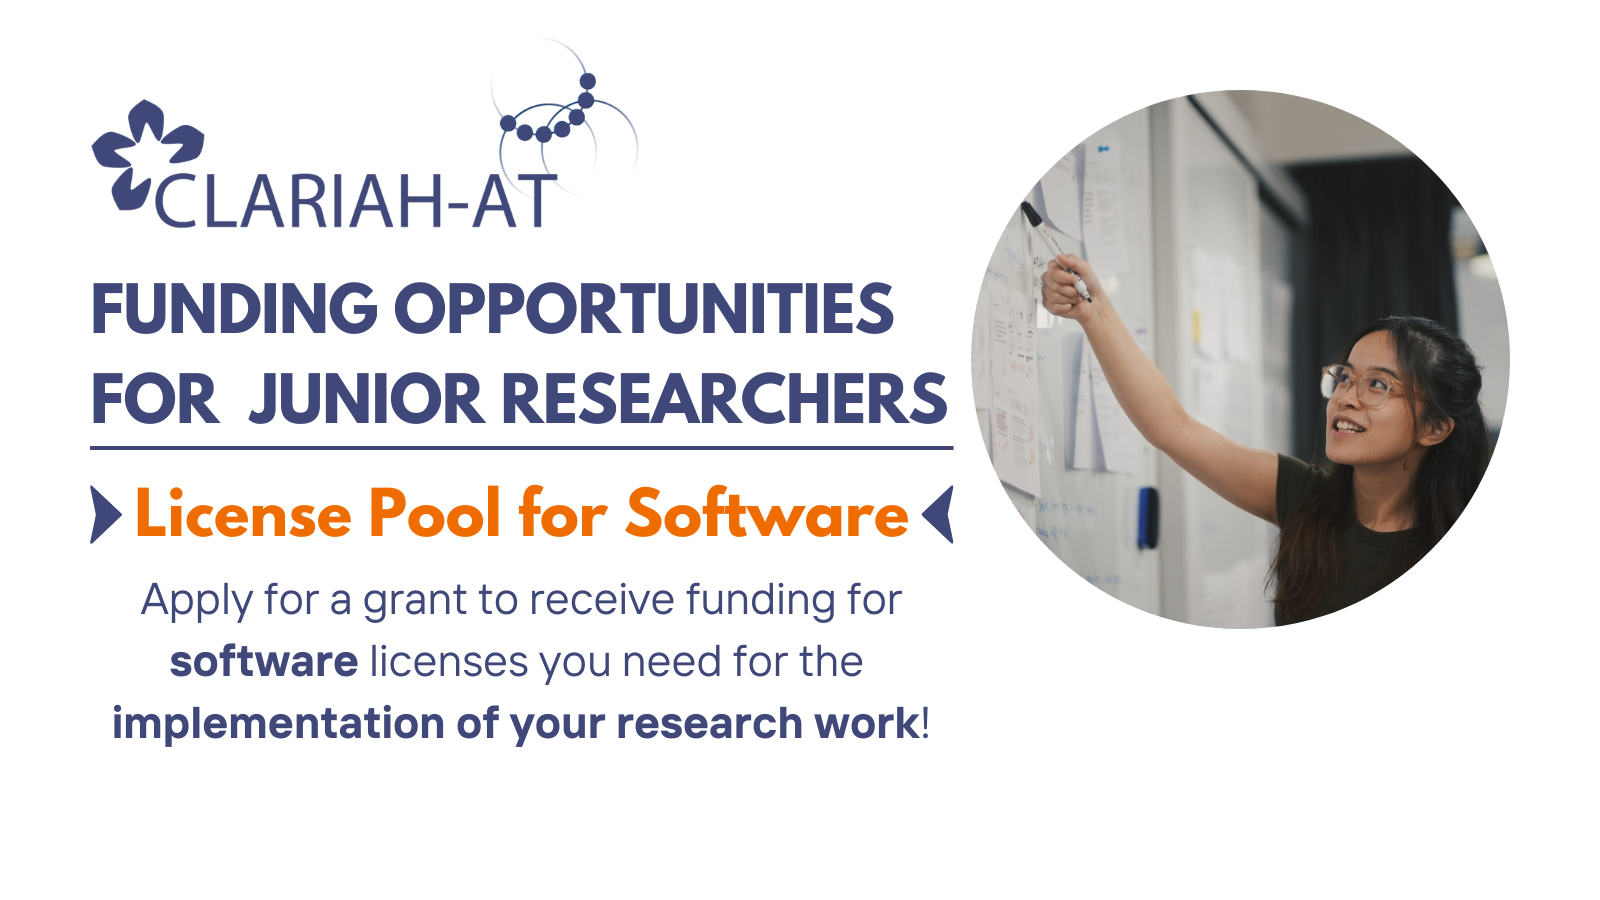 CLARIAH-AT
FUNDING OPPORTUNITIES
FOR JUNIOR RESEARCHERS
License Pool for Software
Apply for a grant to receive funding for
software licenses you need for the
implementation of your research work!